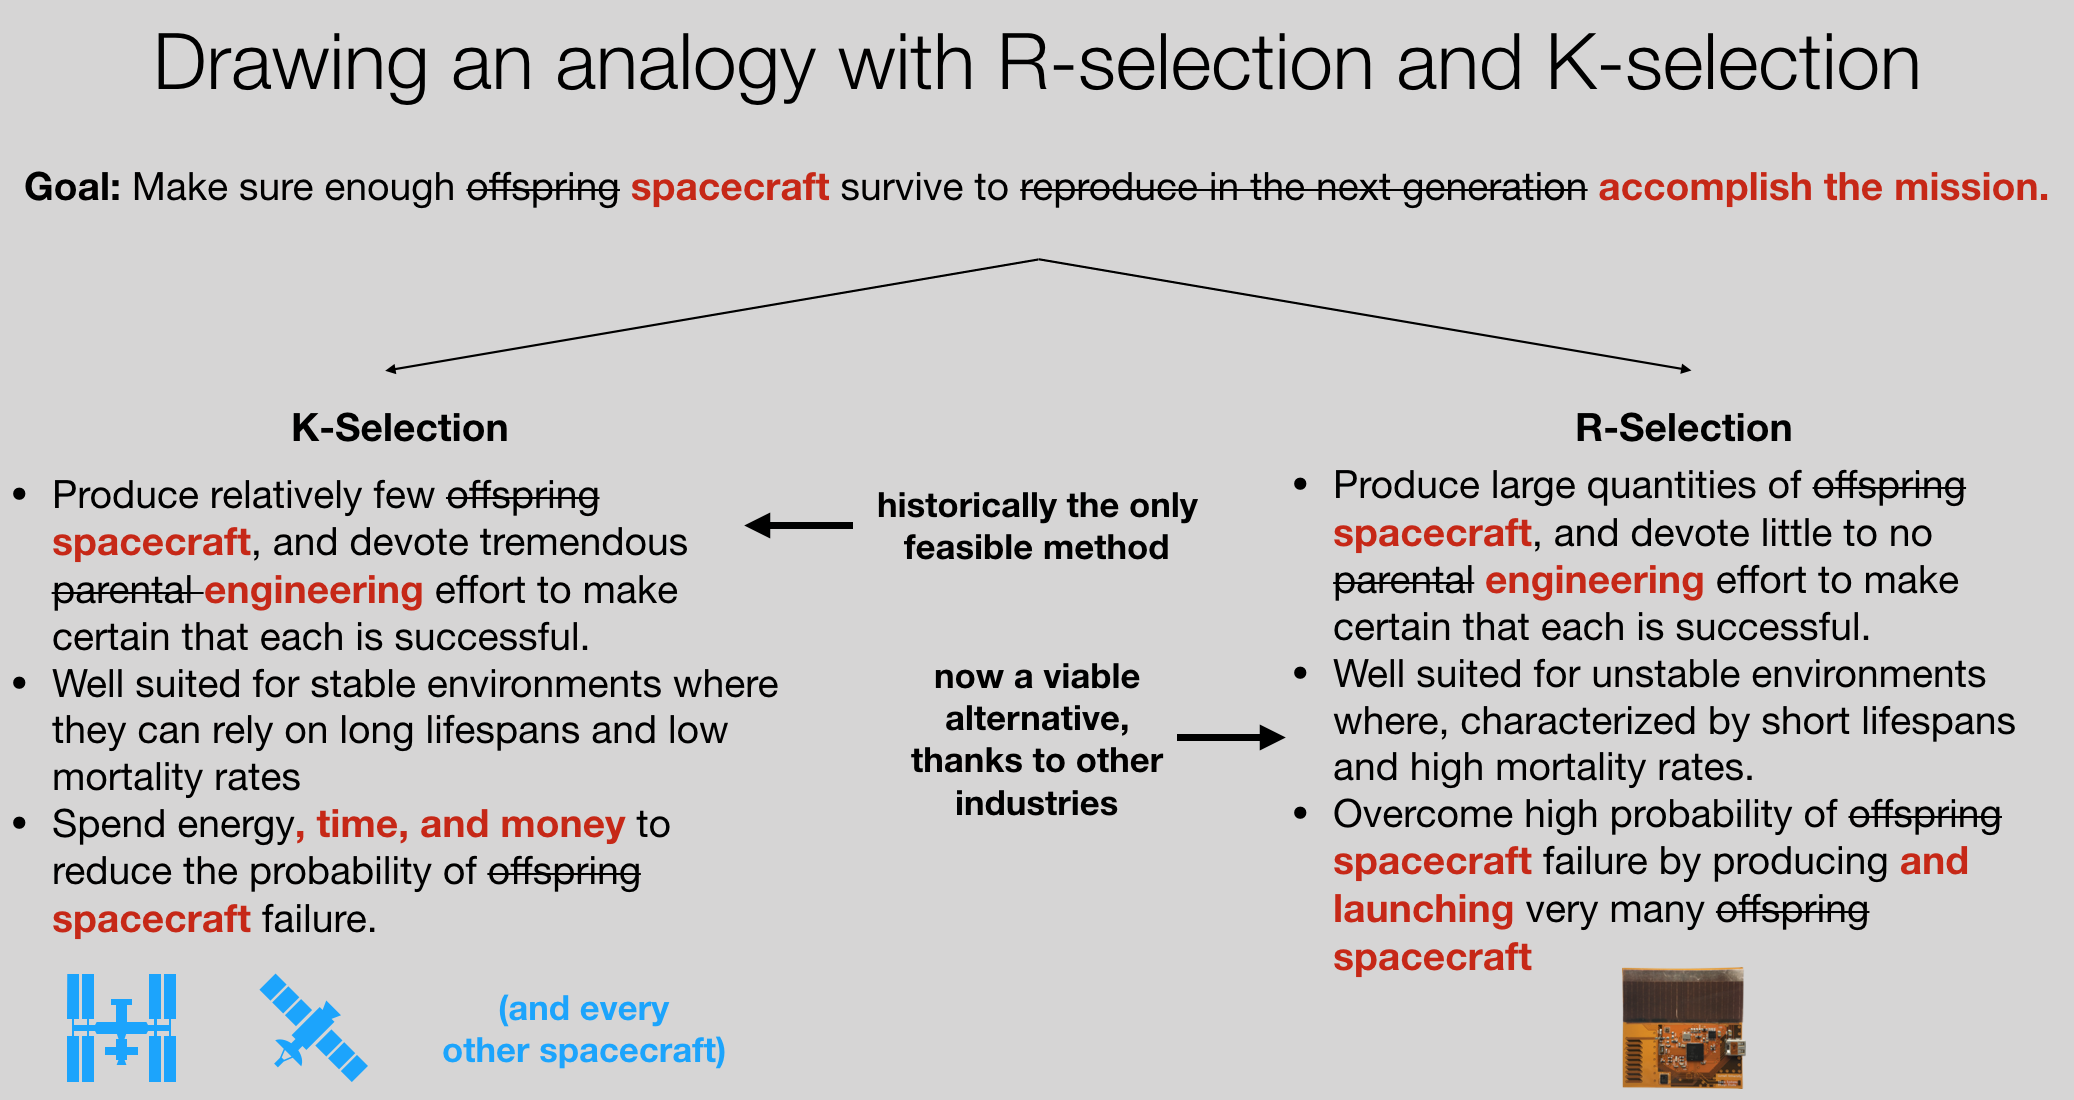 Drawing an analogy with R-selection and K-selection
Goal: Make sure enough offspring spacecraft survive to reproduce in the next generation accomplish the mission.
K-Selection
• Produce relatively few offspring
spacecraft, and devote tremendous
parental engineering effort to make
certain that each is successful.
• Well suited for stable environments where
they can rely on long lifespans and low
mortality rates
• Spend energy, time, and money to
reduce the probability of offspring
spacecraft failure.
(and every
other spacecraft)
historically the only
feasible method
now a viable
alternative,
thanks to other
industries
R-Selection
• Produce large quantities of offspring
spacecraft, and devote little to no
parental engineering effort to make
certain that each is successful.
• Well suited for unstable environments
where, characterized by short lifespans
and high mortality rates.
• Overcome high probability of offspring
spacecraft failure by producing and
launching very many offspring
spacecraft